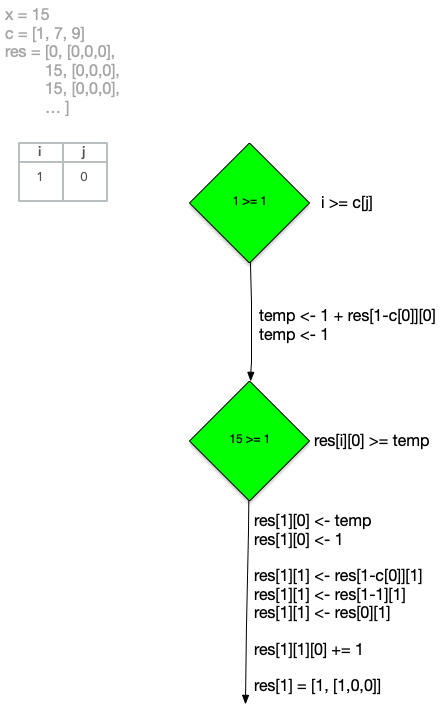 x = 15
c = [1, 7, 9]
res = [0, [0,0,0],
15, [0,0,0],
15, [0,0,0],
... ]
i j
1 0
1 >= 1
i >= c[j]
temp <- 1 + res[1-c[0]][0]
temp <- 1
15 >= 1
res[i][0] >= temp
res[1][0] <- temp
res[1][0] <- 1
res[1][1] <- res[1-c[0]][1]
res[1][1] <- res[1-1][1]
res[1][1] <- res[0][1]
res[1][1][0] += 1
res[1] = [1, [1,0,0]]